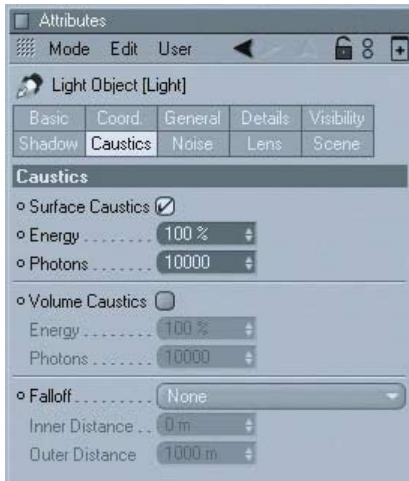 Attributes
Mode Edit User
Light Object [Light]
Basic Coord. General Details Visibility
Shadow Caustics Noise Lens Scene
Caustics
Surface Caustics
Energy . . . . . . . . 100 %
Photons . . . . . . . 10000
Volume Caustics
Energy . . . . . . . . 100 %
Photons . . . . . . . 10000
Falloff . . . . . . . . . None
Inner Distance . . 0 m
Outer Distance 1000 m